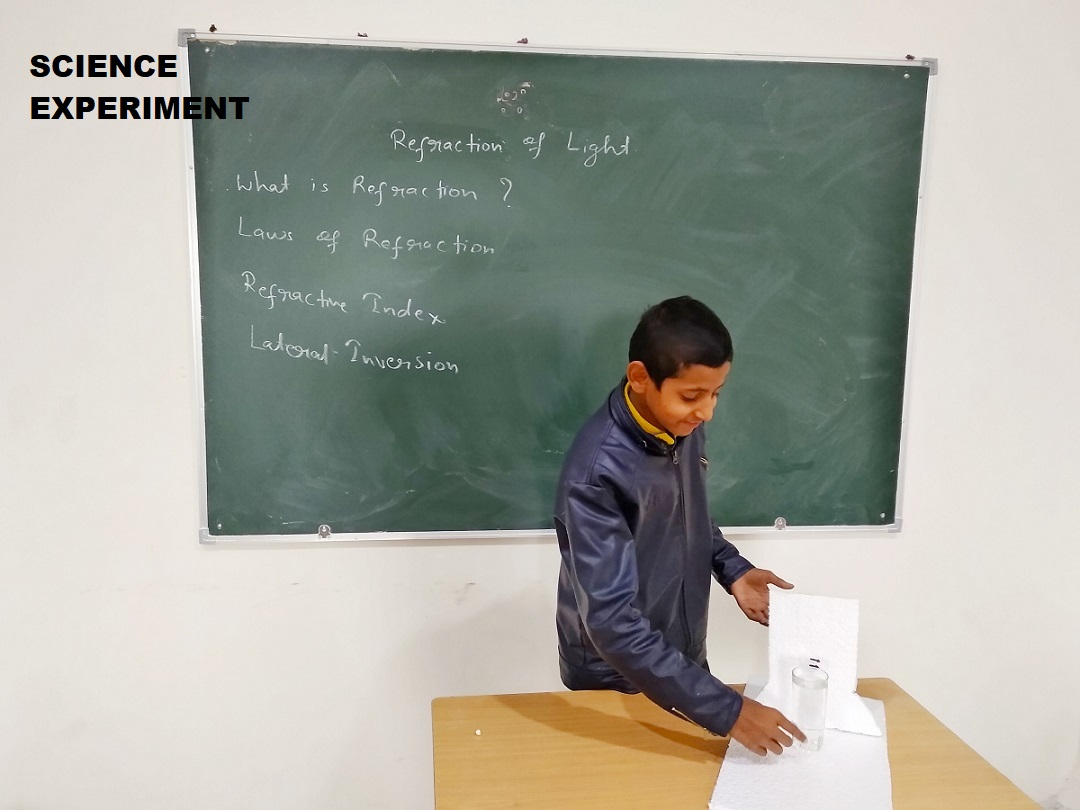 SCIENCE
EXPERIMENT
Refraction of Light
What is Refraction ?
Laws of Refraction
Refractive Index
Lateral Inversion